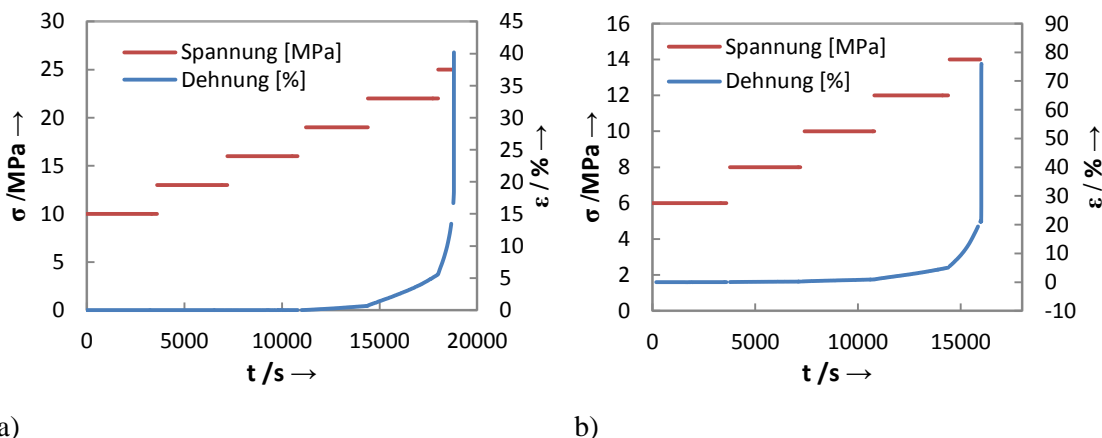 30
25
20
15
10
5
0
σ /MPa →
Spannung [MPa]
Dehnung [%]
45
40
35
30
25
20
15
10
5
0
ε / % →
0 5000 10000 15000 20000
t /s →
a)
16
14
12
10
8
6
4
2
0
σ /MPa →
Spannung [MPa]
Dehnung [%]
90
80
70
60
50
40
30
20
10
0
-10
ε / % →
0 5000 10000 15000
t /s →
b)